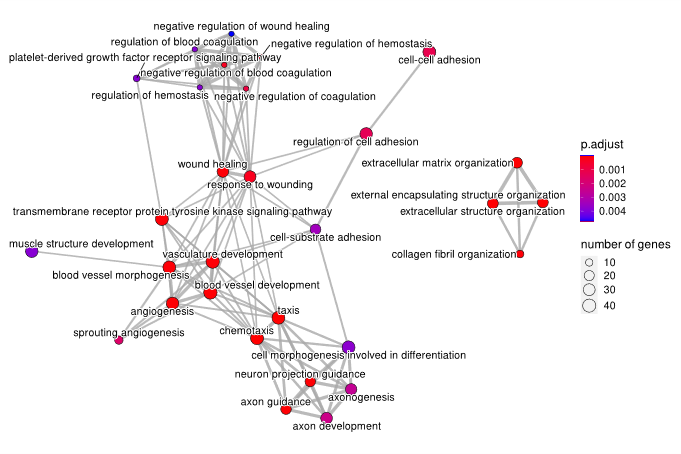 negative regulation of wound healing
regulation of blood coagulation
negative regulation of hemostasis
platelet-derived growth factor receptor signaling pathway
cell-cell adhesion
negative regulation of blood coagulation
regulation of hemostasis
negative regulation of coagulation
regulation of cell adhesion
wound healing
response to wounding
extracellular matrix organization
external encapsulating structure organization
extracellular structure organization
transmembrane receptor protein tyrosine kinase signaling pathway
cell-substrate adhesion
muscle structure development
vasculature development
collagen fibril organization
blood vessel morphogenesis
blood vessel development
angiogenesis
taxis
sprouting angiogenesis
chemotaxis
cell morphogenesis involved in differentiation
neuron projection guidance
axonogenesis
axon guidance
axon development
p.adjust
0.001
0.002
0.003
0.004
number of genes
10
20
30
40